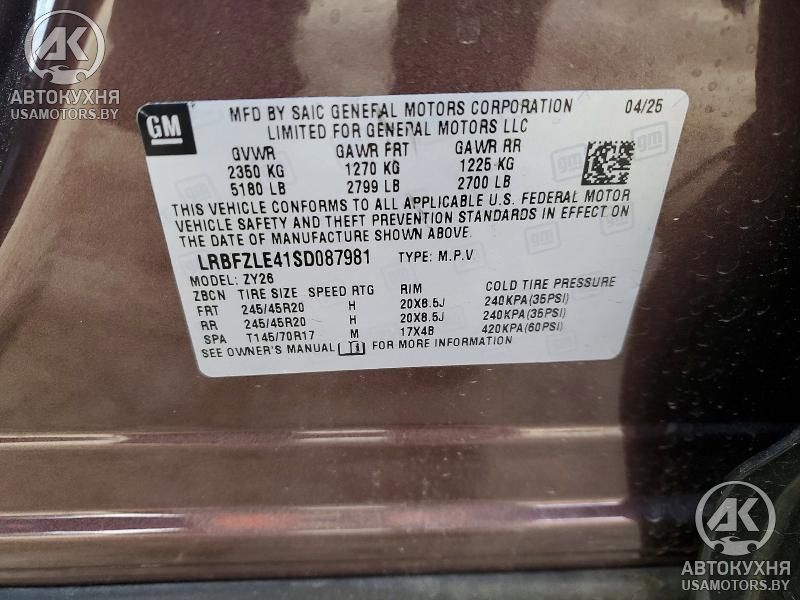 АК
АВТОКУХНЯ
USAMOTORS.BY
GM
MFD BY SAIC GENERAL MOTORS CORPORATION 04/25
LIMITED FOR GENERAL MOTORS LLC
GVWR GAWR FRT GAWR RR
2350 KG 1270 KG 1225 KG
5180 LB 2799 LB 2700 LB
THIS VEHICLE CONFORMS TO ALL APPLICABLE U.S. FEDERAL MOTOR
VEHICLE SAFETY AND THEFT PREVENTION STANDARDS IN EFFECT ON
THE DATE OF MANUFACTURE SHOWN ABOVE.
LRBFZLE41SD087981 TYPE: M.P.V
MODEL: ZY26
ZBCN TIRE SIZE SPEED RTG RIM COLD TIRE PRESSURE
FRT 245/45R20 H 20X8.5J 240KPA(35PSI)
RR 245/45R20 H 20X8.5J 240KPA(35PSI)
SPA T145/70R17 M 17X4B 420KPA(60PSI)
SEE OWNER'S MANUAL FOR MORE INFORMATION
АК
АВТОКУХНЯ
USAMOTORS.BY